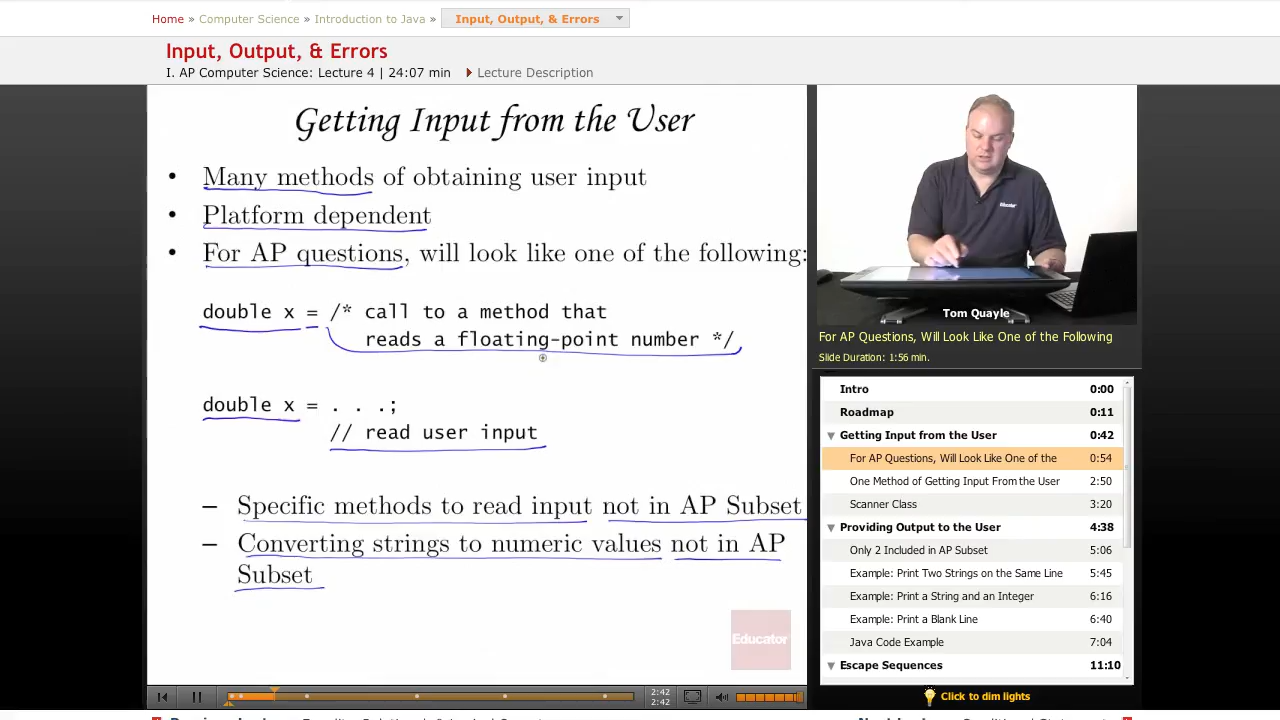 Home » Computer Science » Introduction to Java » Input, Output, & Errors
Input, Output, & Errors
I. AP Computer Science: Lecture 4 | 24:07 min Lecture Description
Getting Input from the User
• Many methods of obtaining user input
• Platform dependent
• For AP questions, will look like one of the following:
double x = /* call to a method that
reads a floating-point number */
double x = . . .;
// read user input
– Specific methods to read input not in AP Subset
– Converting strings to numeric values not in AP
Subset
Educator
2:42
2:42
Educator
Tom Quayle
For AP Questions, Will Look Like One of the Following
Slide Duration: 1:56 min.
Intro 0:00
Roadmap 0:11
Getting Input from the User 0:42
For AP Questions, Will Look Like One of the 0:54
One Method of Getting Input From the User 2:50
Scanner Class 3:20
Providing Output to the User 4:38
Only 2 Included in AP Subset 5:06
Example: Print Two Strings on the Same Line 5:45
Example: Print a String and an Integer 6:16
Example: Print a Blank Line 6:40
Java Code Example 7:04
Escape Sequences 11:10
Click to dim lights